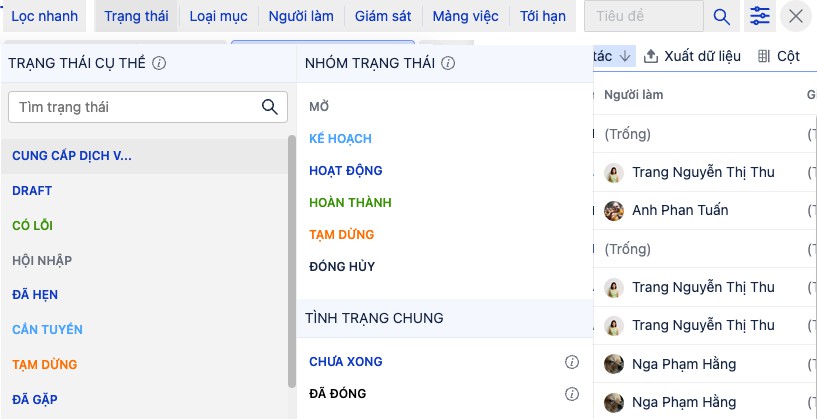 Lọc nhanh Trạng thái Loại mục Người làm Giám sát Mảng việc Tới hạn Tiêu đề
TRẠNG THÁI CỤ THỂ
Tìm trạng thái
CUNG CẤP DỊCH V...
DRAFT
CÓ LỖI
HỘI NHẬP
ĐÃ HẸN
CẦN TUYỂN
TẠM DỪNG
ĐÃ GẶP
NHÓM TRẠNG THÁI
MỞ
KẾ HOẠCH
HOẠT ĐỘNG
HOÀN THÀNH
TẠM DỪNG
ĐÓNG HỦY
TÌNH TRẠNG CHUNG
CHƯA XONG
ĐÃ ĐÓNG
tác Xuất dữ liệu Cột
Người làm
(Trống)
Trang Nguyễn Thị Thu
Anh Phan Tuấn
(Trống)
Trang Nguyễn Thị Thu
Trang Nguyễn Thị Thu
Nga Phạm Hằng
Nga Phạm Hằng